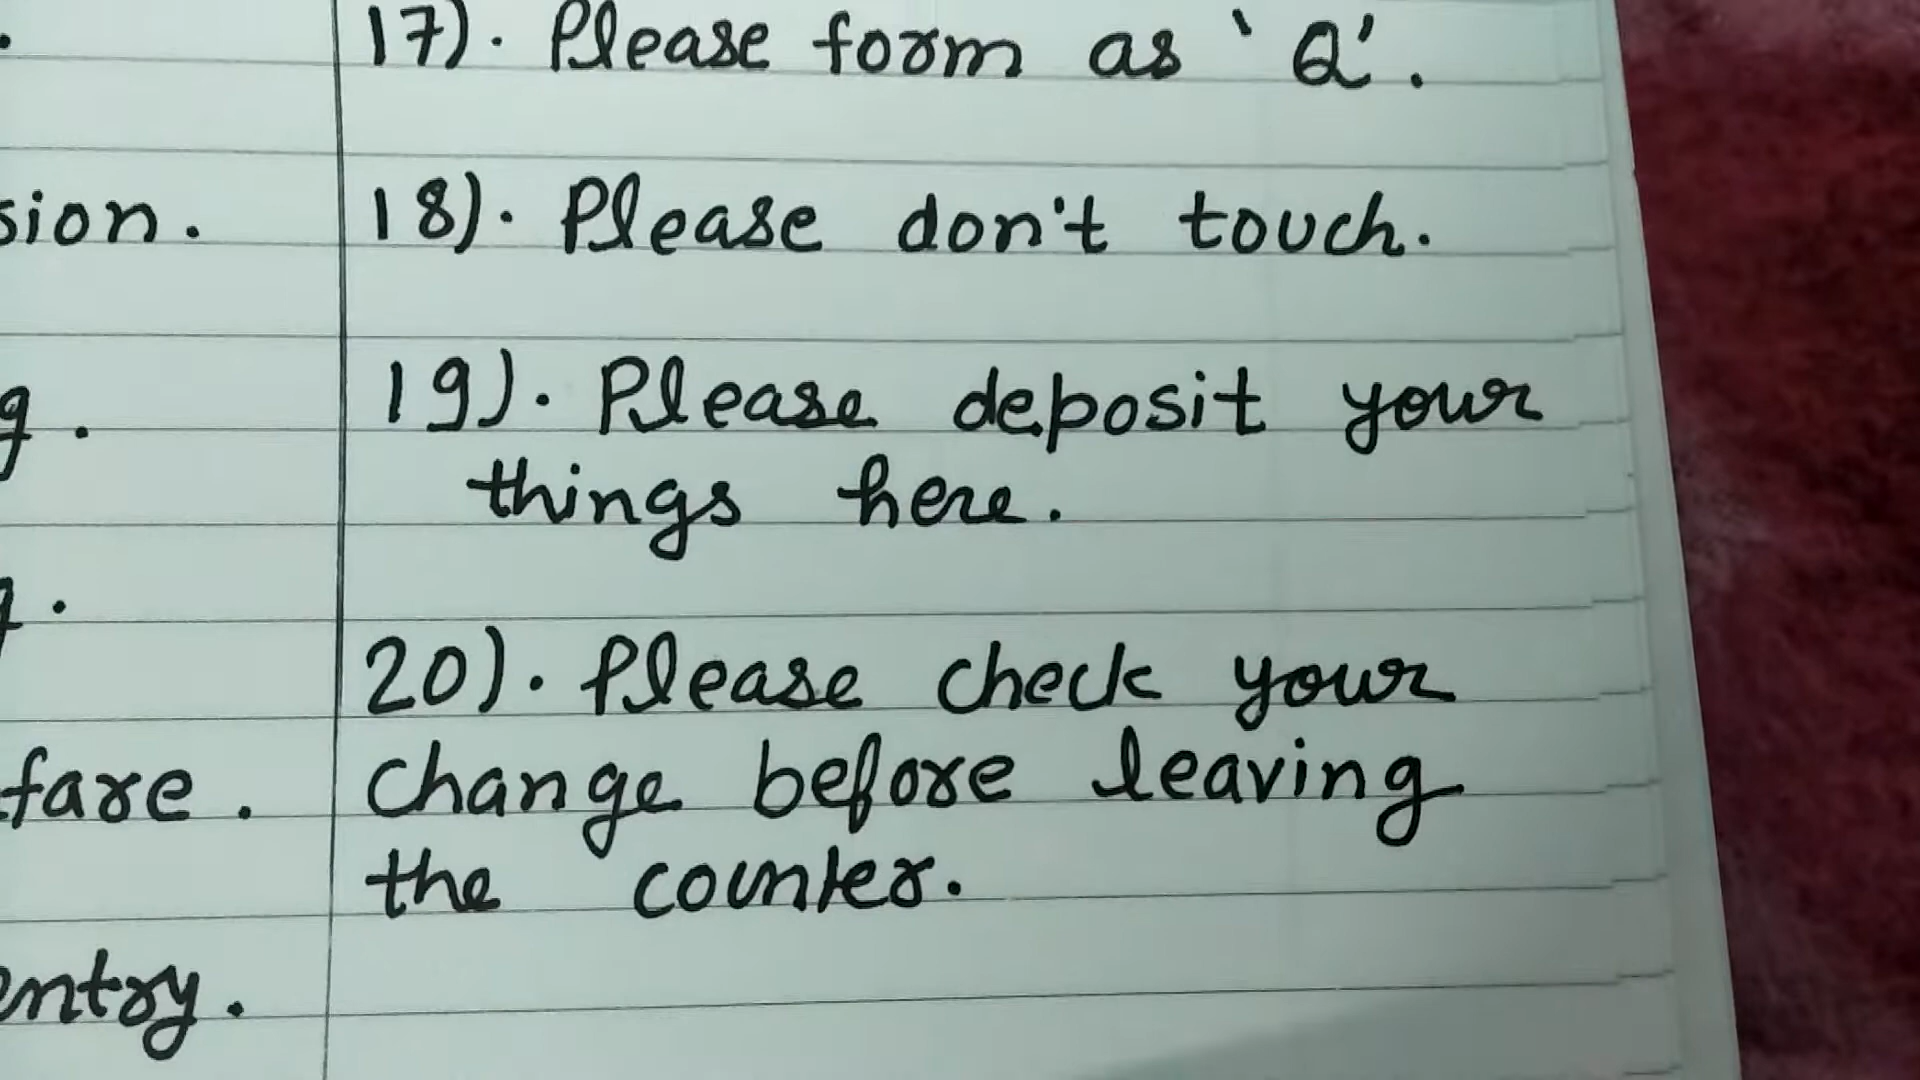 17). Please form as ‘Q’.
sion.
18). Please don't touch.
g.
19). Please deposit your
things here.
20). Please check your
fare.
change before leaving
the counter.
entry.